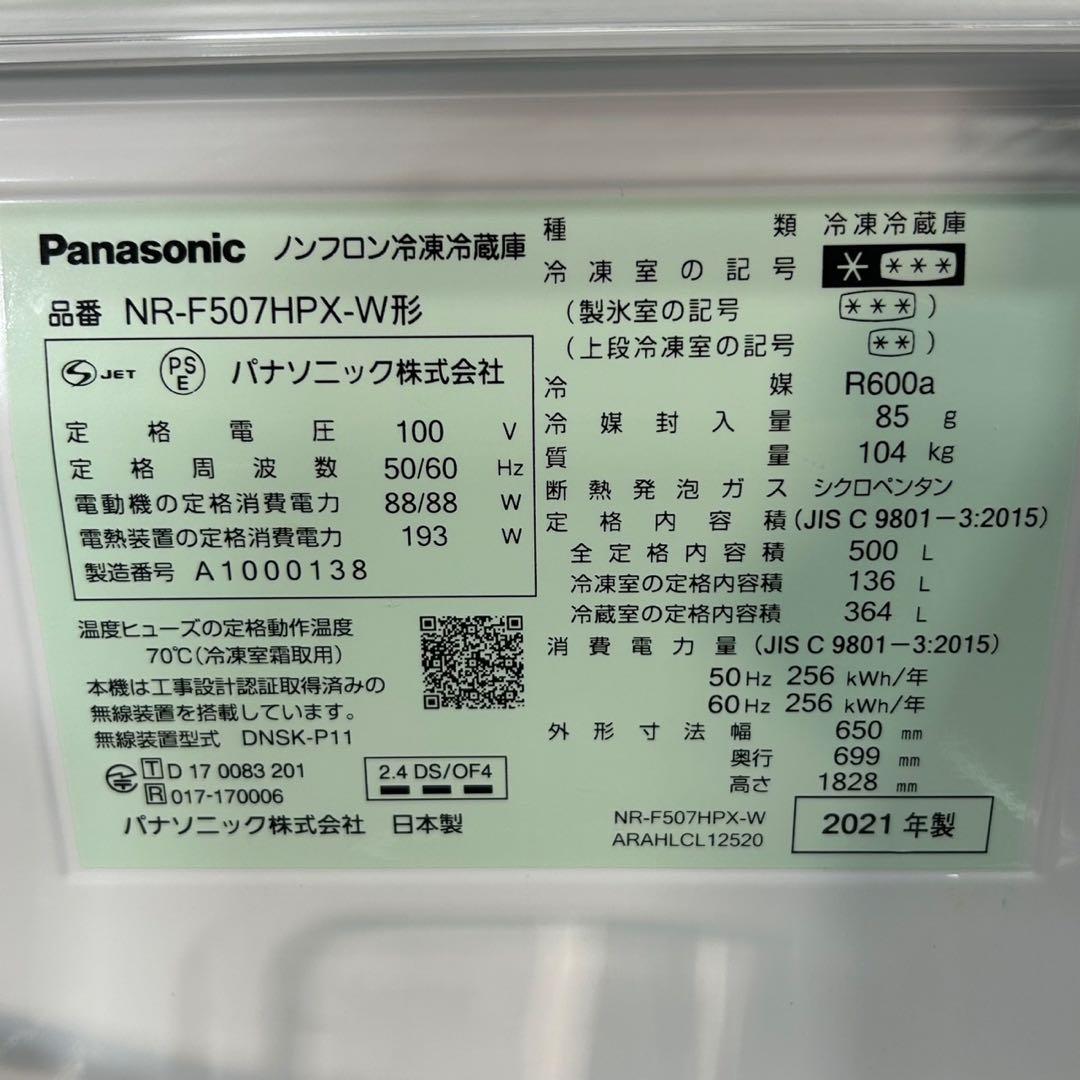 Panasonic ノンフロン冷凍冷蔵庫
品番 NR-F507HPX-W形
S JET PSE パナソニック株式会社
定格電圧 100 V
定格周波数 50/60 Hz
電動機の定格消費電力 88/88 W
電熱装置の定格消費電力 193 W
製造番号 A1000138
温度ヒューズの定格動作温度
70℃(冷凍室霜取用)
本機は工事設計認証取得済みの
無線装置を搭載しています。
無線装置型式 DNSK-P11
T D 17 0083 201
R 017-170006
2.4 DS/OF4
パナソニック株式会社 日本製
種類 冷凍冷蔵庫
冷凍室の記号 * ***
(製氷室の記号 ***)
(上段冷凍室の記号 **)
冷媒 R600a
冷媒封入量 85 g
質量 104 kg
断熱発泡ガス シクロペンタン
定格内容積(JIS C 9801-3:2015)
全定格内容積 500 L
冷凍室の定格内容積 136 L
冷蔵室の定格内容積 364 L
消費電力量(JIS C 9801-3:2015)
50Hz 256 kWh/年
60Hz 256 kWh/年
外形寸法幅 650 mm
奥行 699 mm
高さ 1828 mm
NR-F507HPX-W
ARAHLCL12520
2021年製